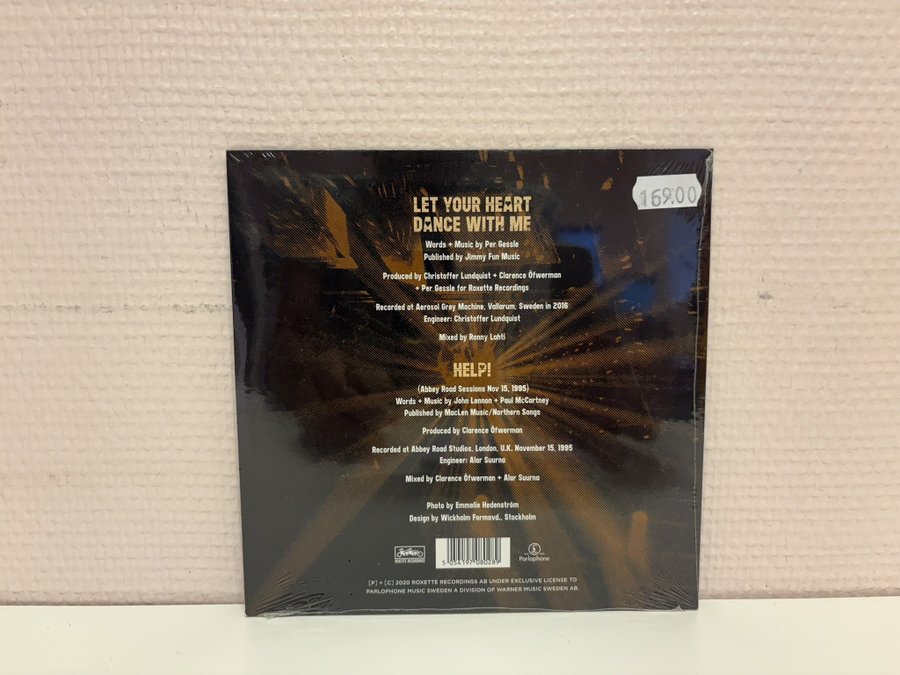 169.00
LET YOUR HEART
DANCE WITH ME
Words + Music by Per Gessle
Published by Jimmy Fun Music
Produced by Christoffer Lundquist + Clarence Öfwerman
+ Per Gessle for Roxette Recordings
Recorded at Aerosol Grey Machine, Vallarum, Sweden in 2016
Engineer: Christoffer Lundquist
Mixed by Ronny Lahti
HELP!
(Abbey Road Sessions Nov 15, 1995)
Words + Music by John Lennon + Paul McCartney
Published by MacLen Music/Northern Songs
Produced by Clarence Öfwerman
Recorded at Abbey Road Studios, London, U.K. November 15, 1995
Engineer: Alar Suurna
Mixed by Clarence Öfwerman + Alar Suurna
Photo by Emmelie Hedenström
Design by Wickholm Formavd., Stockholm
ROXETTE RECORDINGS
5 054197 080289
Parlophone
[P] + [C] 2020 ROXETTE RECORDINGS AB UNDER EXCLUSIVE LICENSE TO
PARLOPHONE MUSIC SWEDEN A DIVISION OF WARNER MUSIC SWEDEN AB.